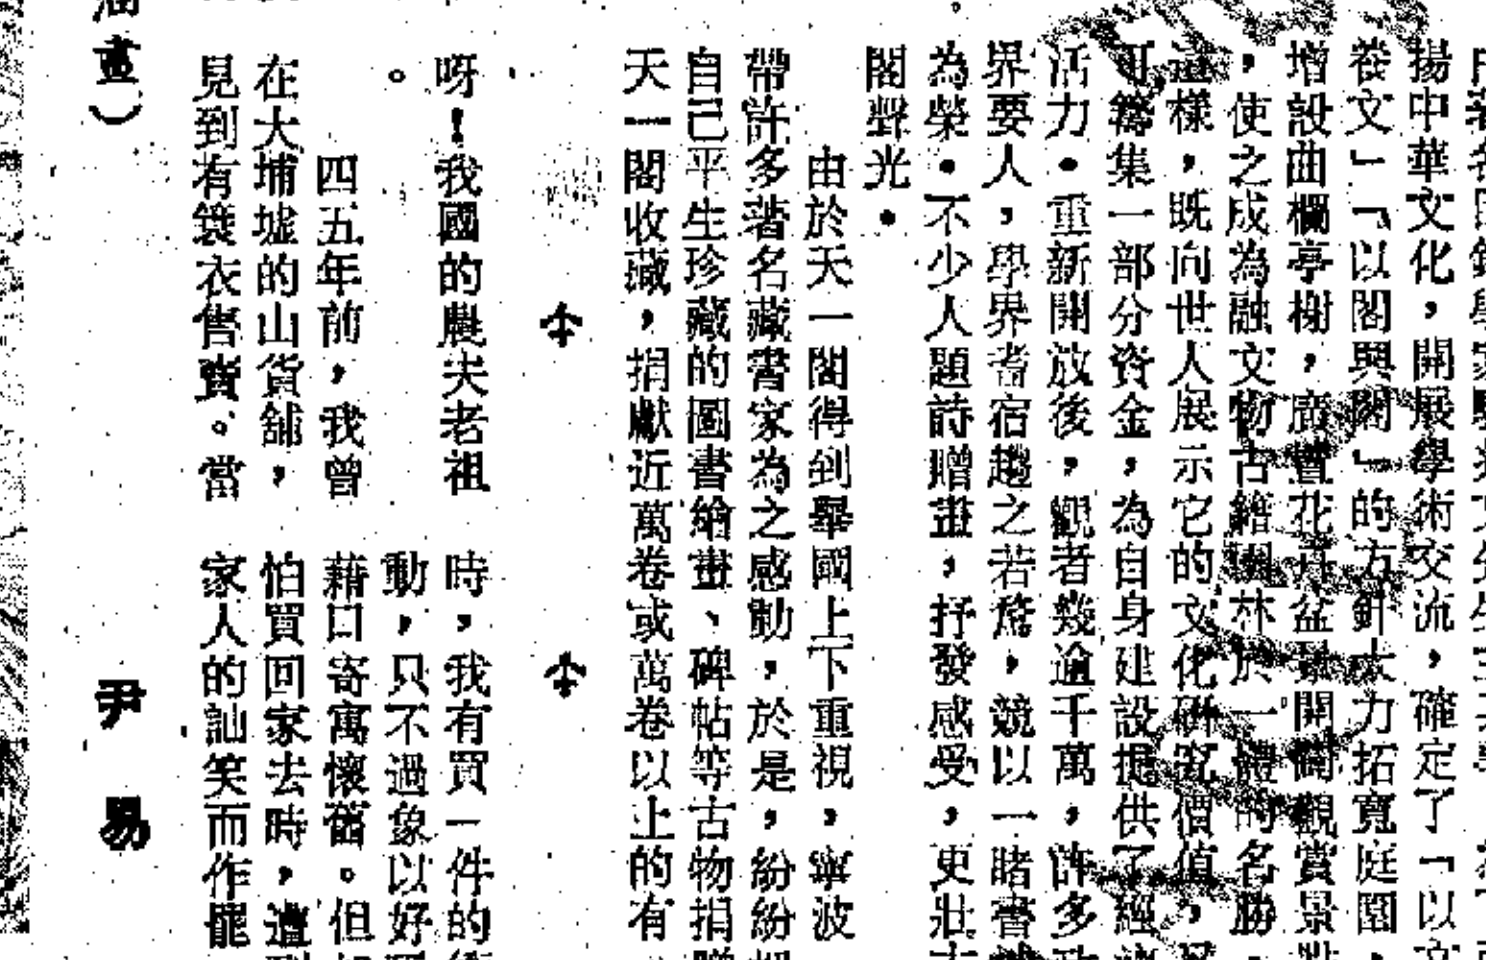 揚中華文化，開展學術交流，確定了「以文
養文」「以閣興閣」的方針大力拓寬庭園，
增設曲欄亭榭，廣置花卉盆景開闢觀賞景
，使之成為融文物古籍園林於一體的名勝，
這樣，既向世人展示它的文化研究價值，
可籌集一部分資金，為自身建設提供了經濟
活力．重新開放後，觀者幾逾千萬，許多政
界要人，學界耆宿趨之若鶩，競以一睹書
為榮．不少人題詩贈畫，抒發感受，更壯
閣聲光．
由於天一閣得到舉國上下重視，寧波
帶許多著名藏書家為之感動，於是，紛紛
自己平生珍藏的圖書繪畫、碑帖等古物捐贈
天一閣收藏，捐獻近萬卷或萬卷以上的有
呀！我國的農夫老祖
。
四五年前，我曾
在大埔墟的山貨舖，
見到有簑衣售賣。當
時，我有買一件的
動，只不過象以好
藉口寄寓懷舊。但
怕買回家去時，遭
家人的訕笑而作罷
油畫）
尹易